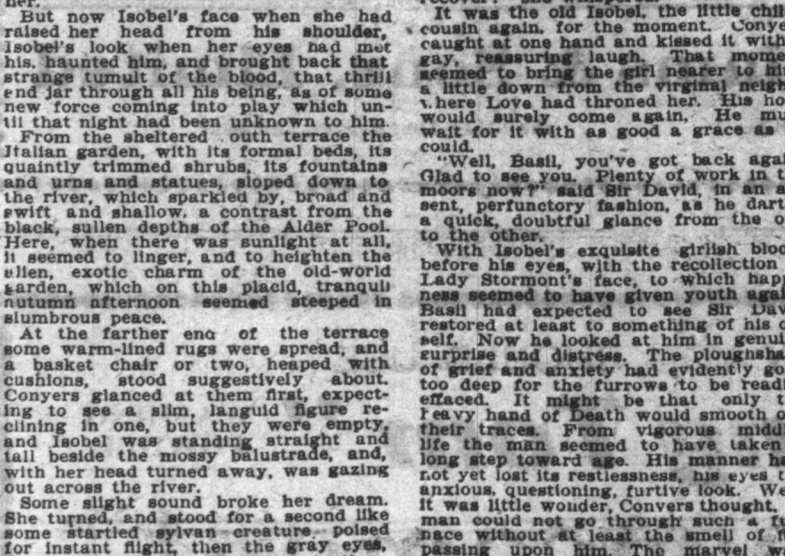 her.
But now Isobel's face when she had
raised her head from his shoulder,
Isobel's look when her eyes had met
his, haunted him, and brought back that
strange tumult of the blood, that thrill
end jar through all his being, as of some
new force coming into play which un-
til that night had been unknown to him.
From the sheltered outh terrace the
Italian garden, with its formal beds, its
quaintly trimmed shrubs, its fountains
and urns and statues, sloped down to
the river, which sparkled by, broad and
swift and shallow, a contrast from the
black, sullen depths of the Alder Pool.
Here, when there was sunlight at all,
it seemed to linger, and to heighten the
ellen, exotic charm of the old-world
garden, which on this placid, tranquil
autumn afternoon seemed steeped in
slumbrous peace.
At the farther end of the terrace
some warm-lined rugs were spread, and
a basket chair or two, heaped with
cushions, stood suggestively about.
Conyers glanced at them first, expect-
ing to see a slim, languid figure re-
clining in one, but they were empty,
and Isobel was standing straight and
tall beside the mossy balustrade, and,
with her head turned away, was gazing
out across the river.
Some slight sound broke her dream.
She turned, and stood for a second like
some startled sylvan creature poised
for instant flight, then the gray eyes,
It was the old Isobel, the little chil
cousin again, for the moment. Conye
caught at one hand and kissed it with
gay, reassuring laugh. That mome
seemed to bring the girl nearer to hi
a little down from the virginal heigh
where Love had throned her. His ho
would surely come again. He mu
wait for it with as good a grace as
could.
"Well, Basil, you've got back aga
Glad to see you. Plenty of work in t
moors now?" said Sir David, in an a
sent, perfunctory fashion, as he dart
a quick, doubtful glance from the o
to the other.
With Isobel's exquisite girlish bloo
before his eyes, with the recollection
Lady Stormont's face, to which hap
ness seemed to have given youth agai
Basil had expected to see Sir Dav
restored at least to something of his o
self. Now he looked at him in genui
surprise and distress. The ploughsha
of grief and anxiety had evidently go
too deep for the furrows to be readi
effaced. It might be that only t
heavy hand of Death would smooth o
their traces. From vigorous middl
life the man seemed to have taken
long step toward age. His manner ha
not yet lost its restlessness, his eyes t
anxious, questioning, furtive look. We
it was little wonder, Conyers thought,
man could not go through such a fu
nace without at least the smell of f
passing upon him. The marvel wa